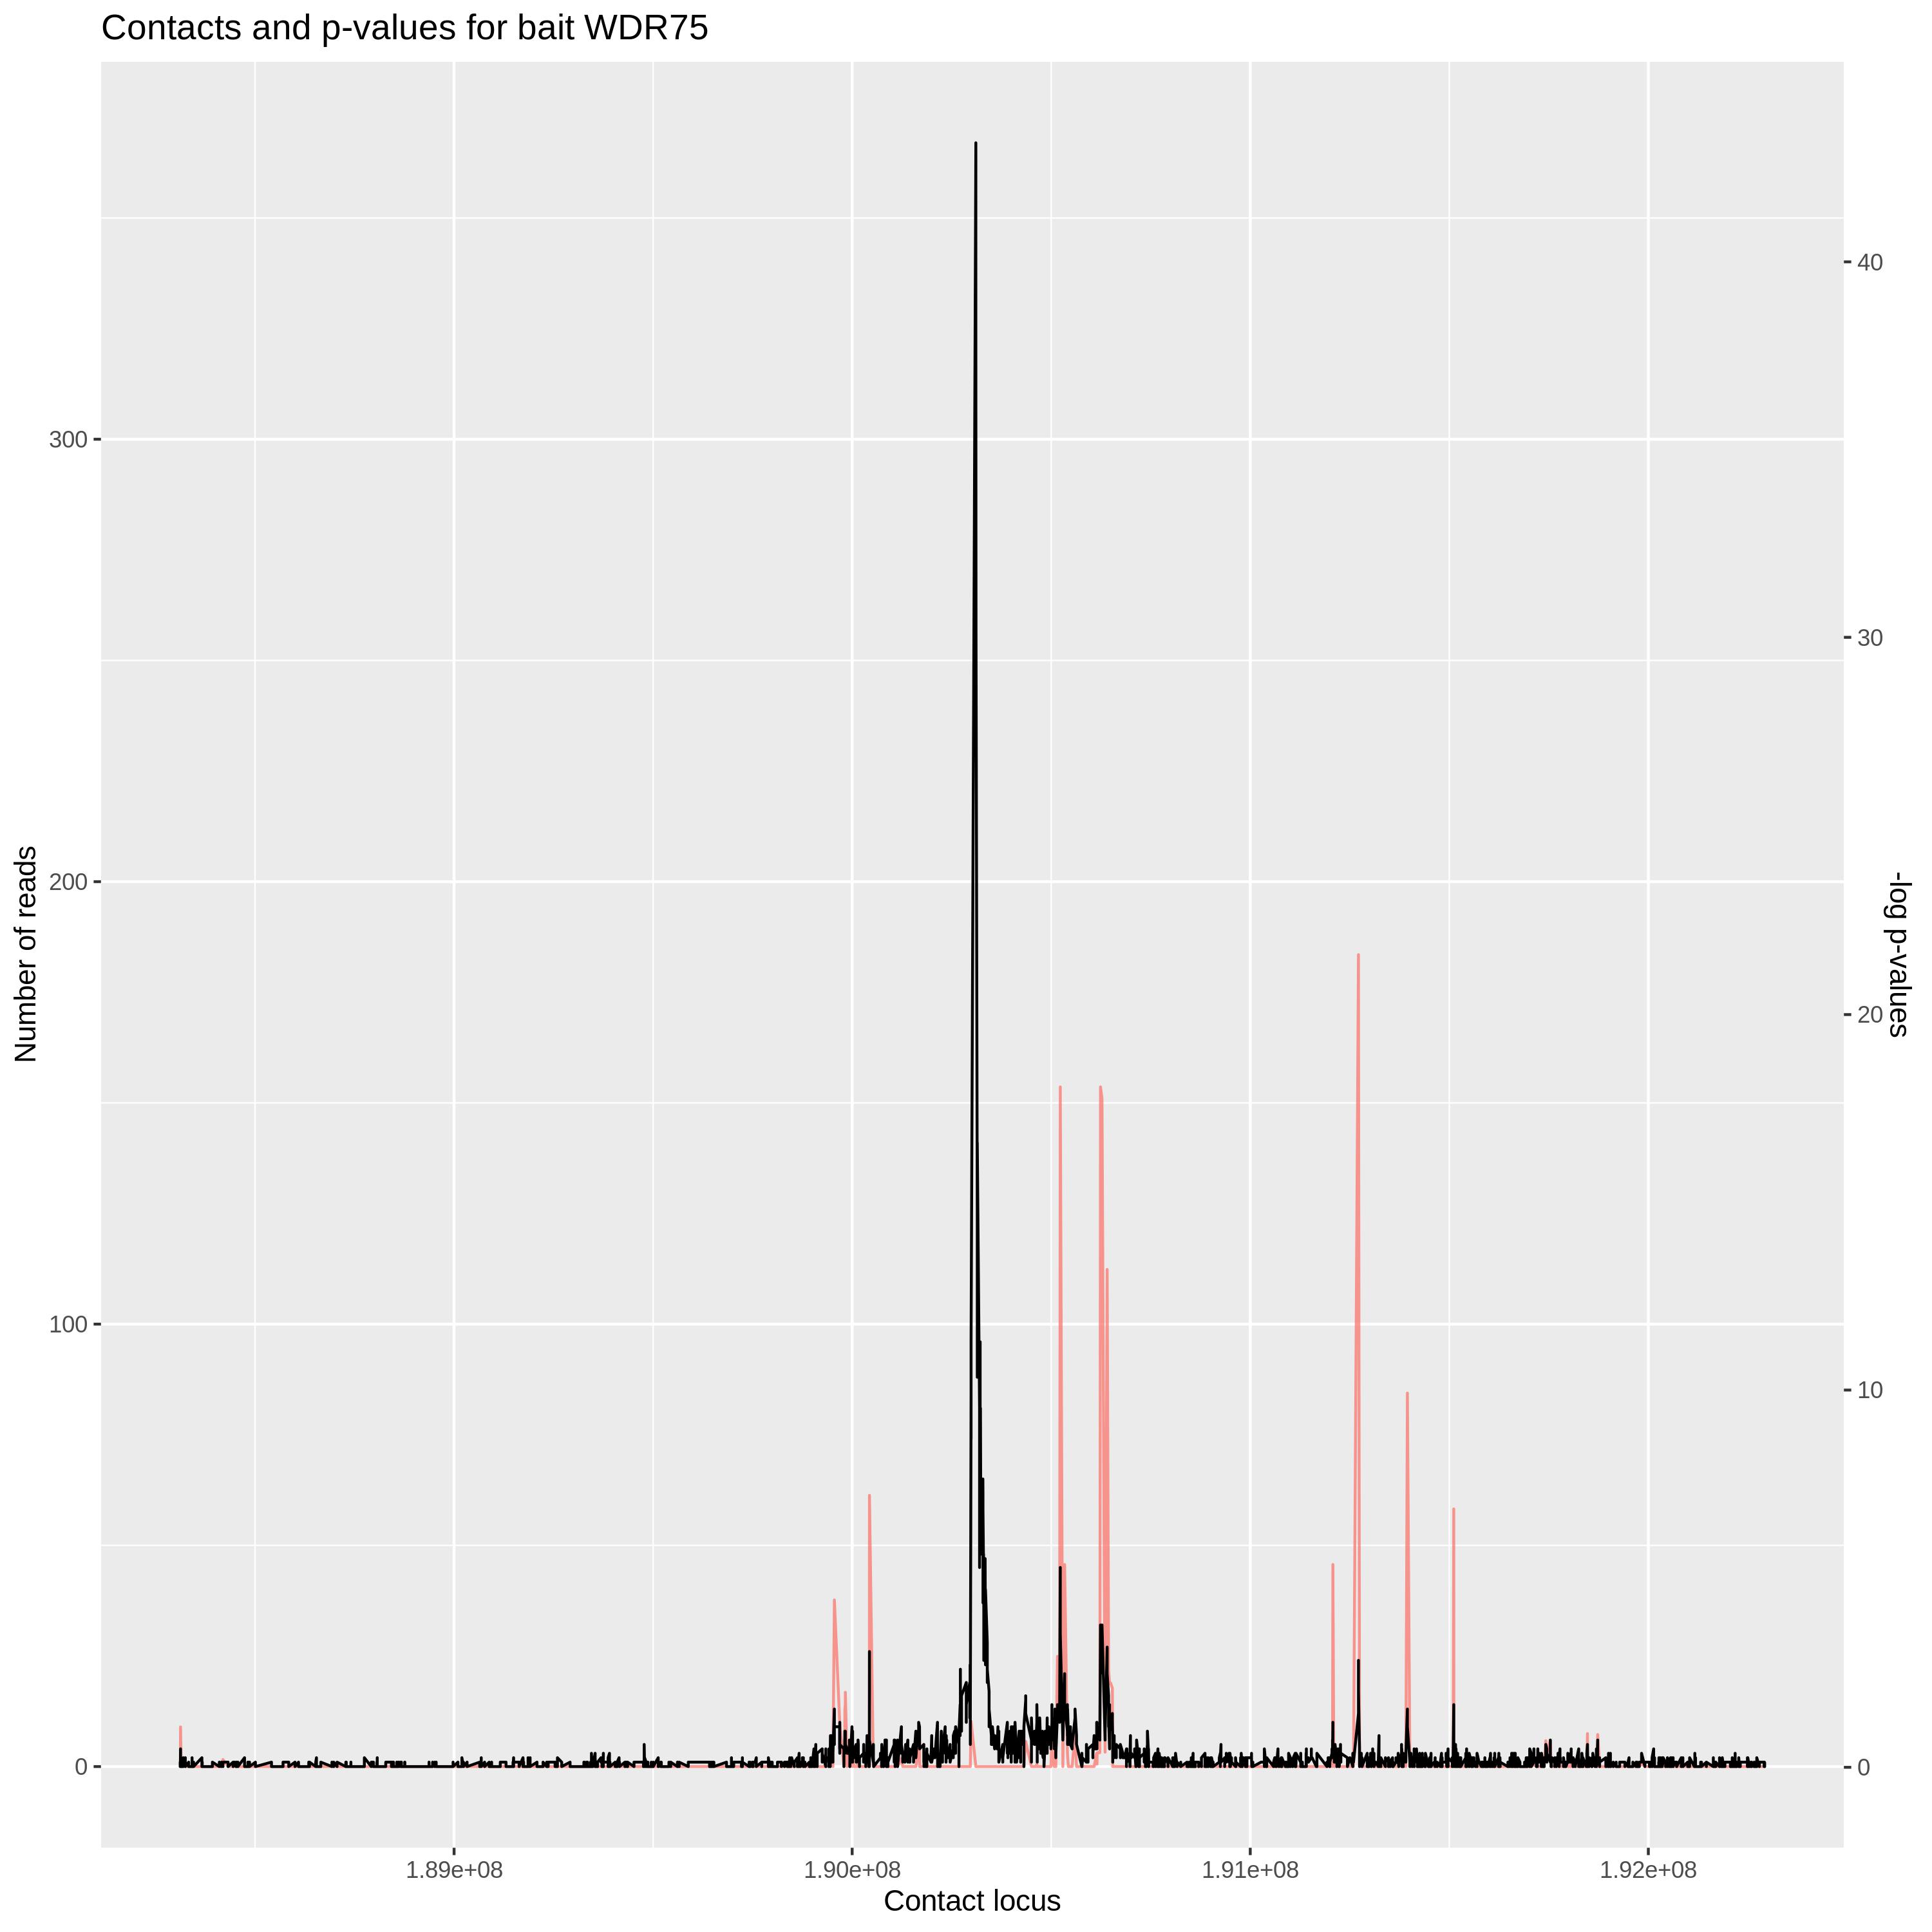 Contacts and p-values for bait WDR75
Number of reads
300
200
100
0
40
30
20
10
0
-log p-values
1.89e+08
1.90e+08
1.91e+08
1.92e+08
Contact locus